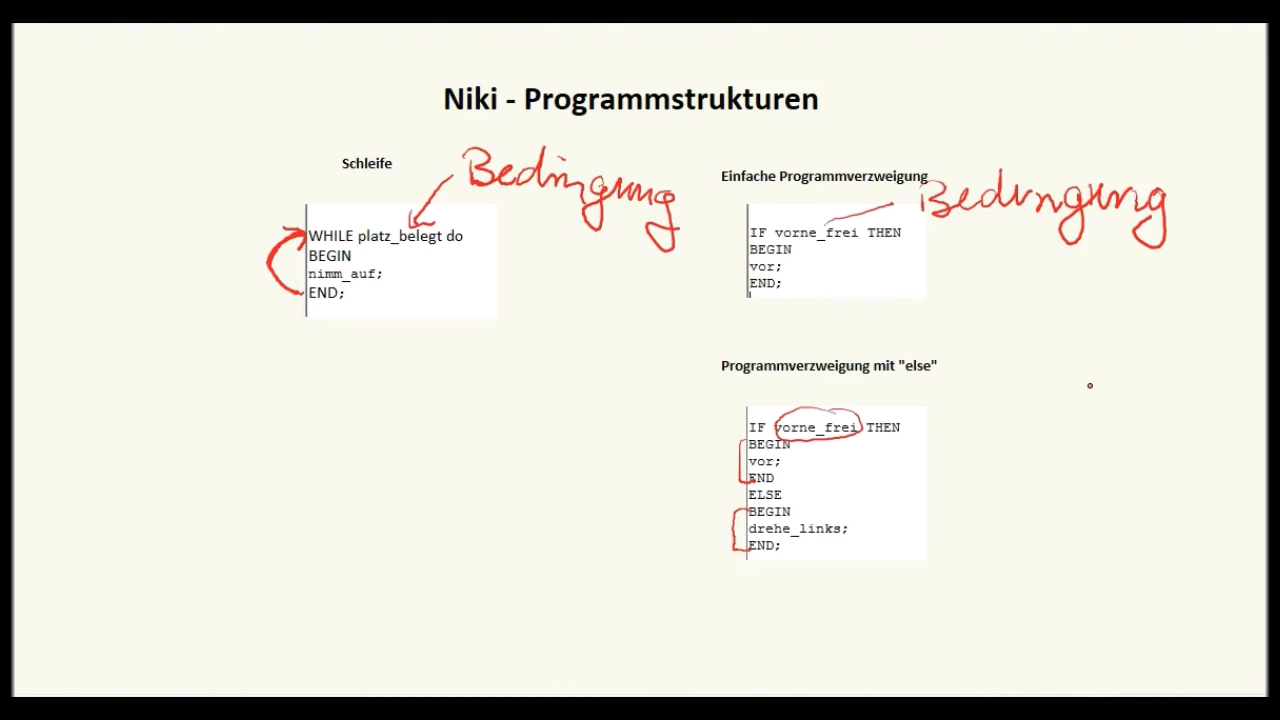 Niki - Programmstrukturen
Schleife
Bedingung
WHILE platz_belegt do
BEGIN
nimm_auf;
END;
Einfache Programmverzweigung
Bedingung
IF vorne_frei THEN
BEGIN
vor;
END;
Programmverzweigung mit "else"
IF vorne_frei THEN
BEGIN
vor;
END
ELSE
BEGIN
drehe_links;
END;